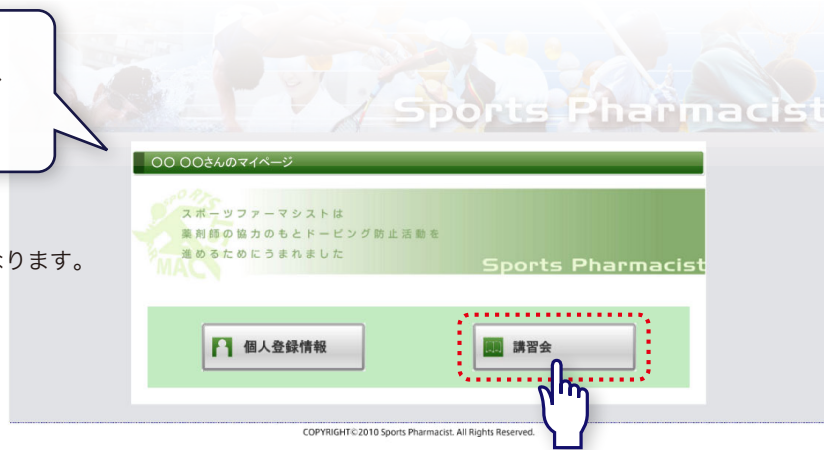 Sports Pharmacist
○○ ○○さんのマイページ
スポーツファーマシストは
薬剤師の協力のもとドーピング防止活動を
進めるためにうまれました
Sports Pharmacist
ります。
個人登録情報
講習会
COPYRIGHT©2010 Sports Pharmacist. All Rights Reserved.